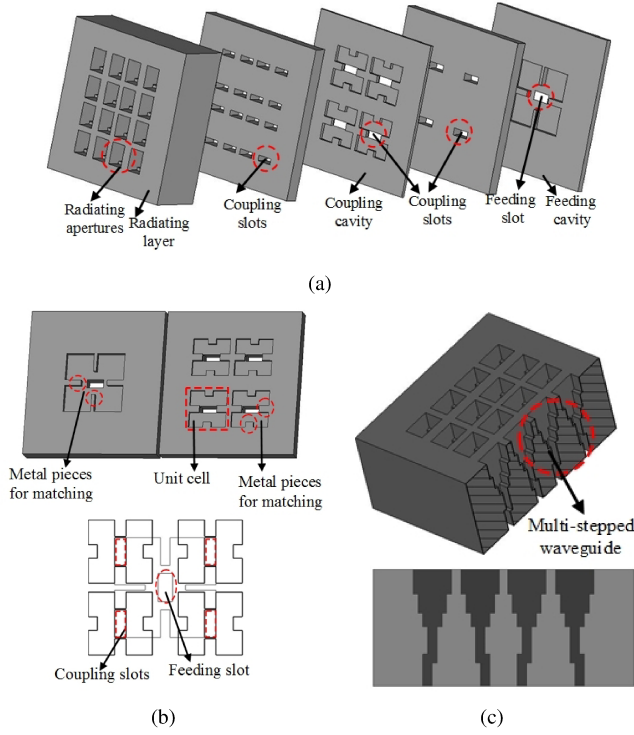 Radiating
apertures
Radiating
layer
Coupling
slots
Coupling
cavity
Coupling
slots
Feeding
slot
Feeding
cavity
(a)
Metal pieces
for matching
Unit cell
Metal pieces
for matching
Coupling slots
Feeding slot
(b)
Multi-stepped
waveguide
(c)